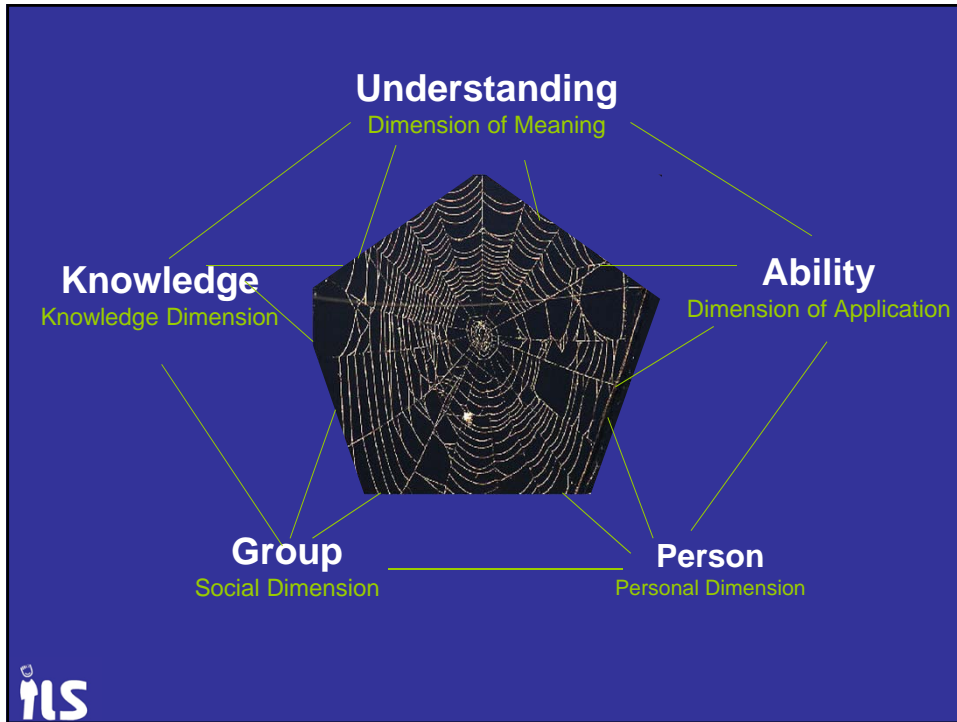 Understanding
Dimension of Meaning
Knowledge
Knowledge Dimension
Ability
Dimension of Application
Group
Social Dimension
Person
Personal Dimension
ILS